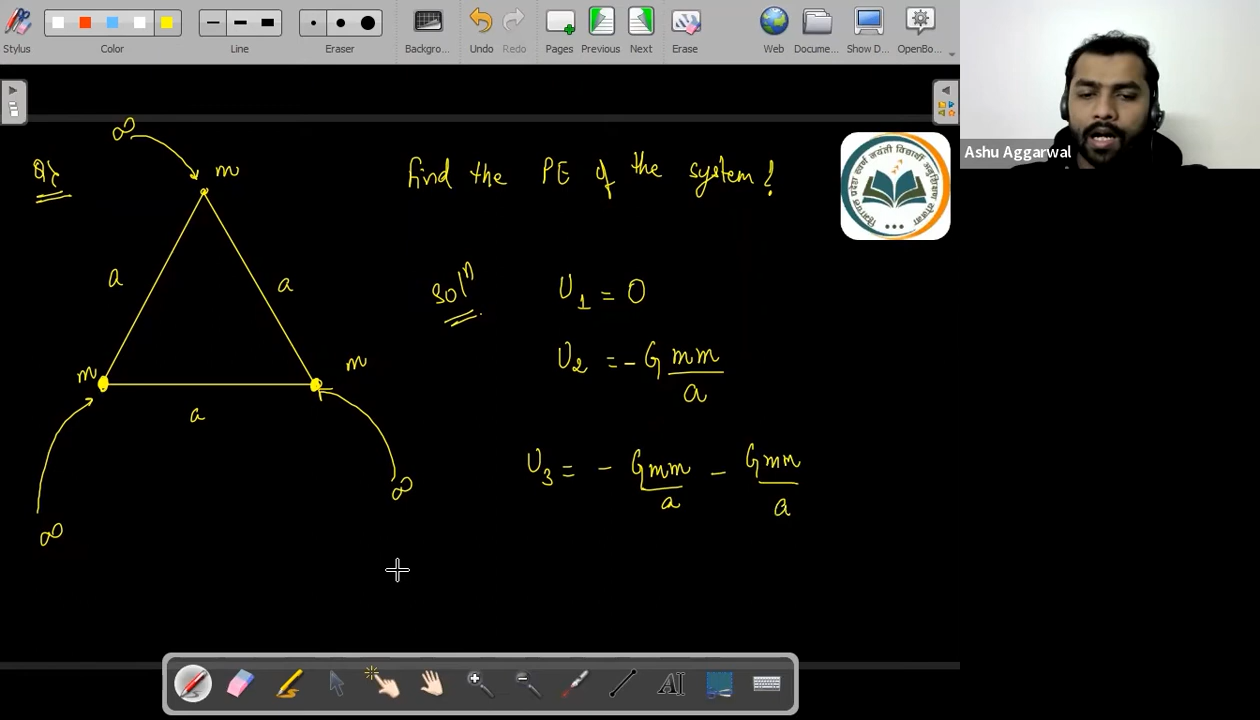 Stylus Color Line Eraser Backgro... Undo Redo Pages Previous Next Erase Web Docume... Show D... OpenBo...
Ashu Aggarwal
∞
Q:
m
Find the PE of the system?
a
a
Solⁿ
U₁ = 0
U₂ = - G mm/a
m
m
a
U₃ = - Gmm/a - Gmm/a
∞
∞